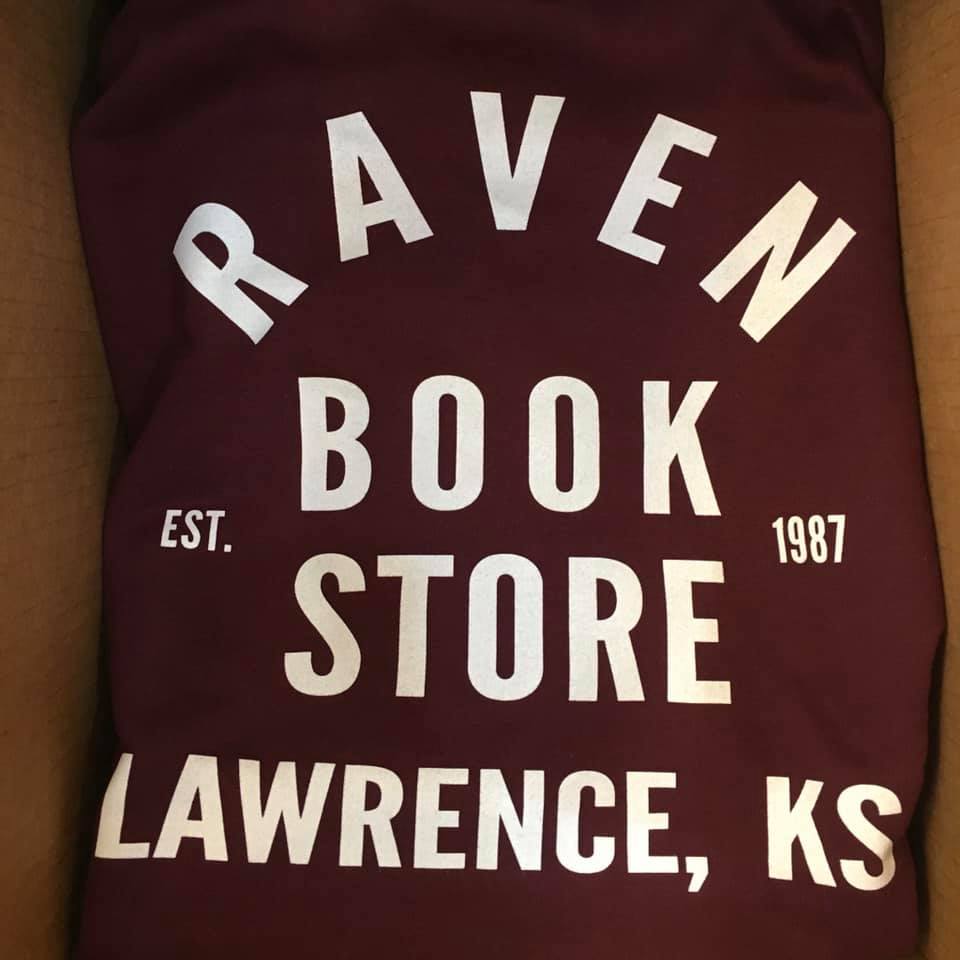 RAVEN
BOOK
EST. 1987
STORE
LAWRENCE, KS